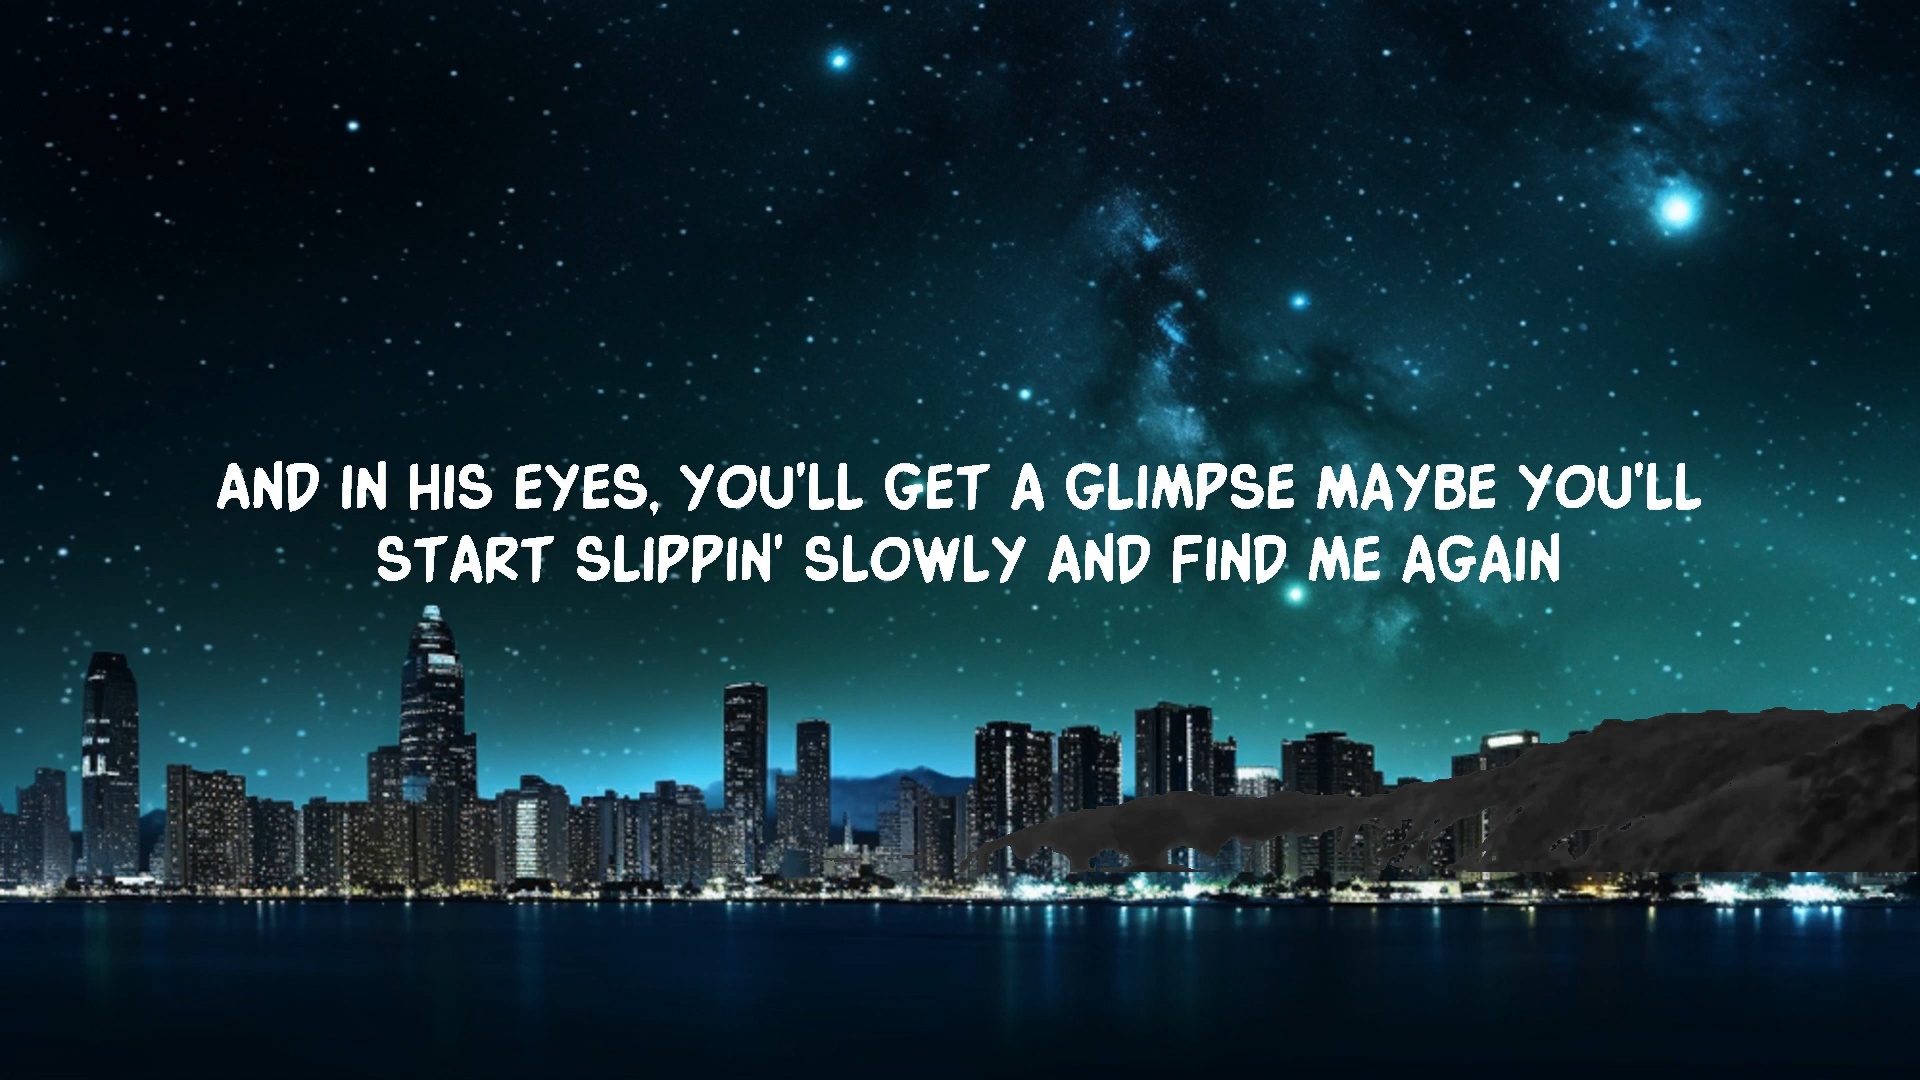 AND IN HIS EYES, YOU'LL GET A GLIMPSE MAYBE YOU'LL
START SLIPPIN' SLOWLY AND FIND ME AGAIN